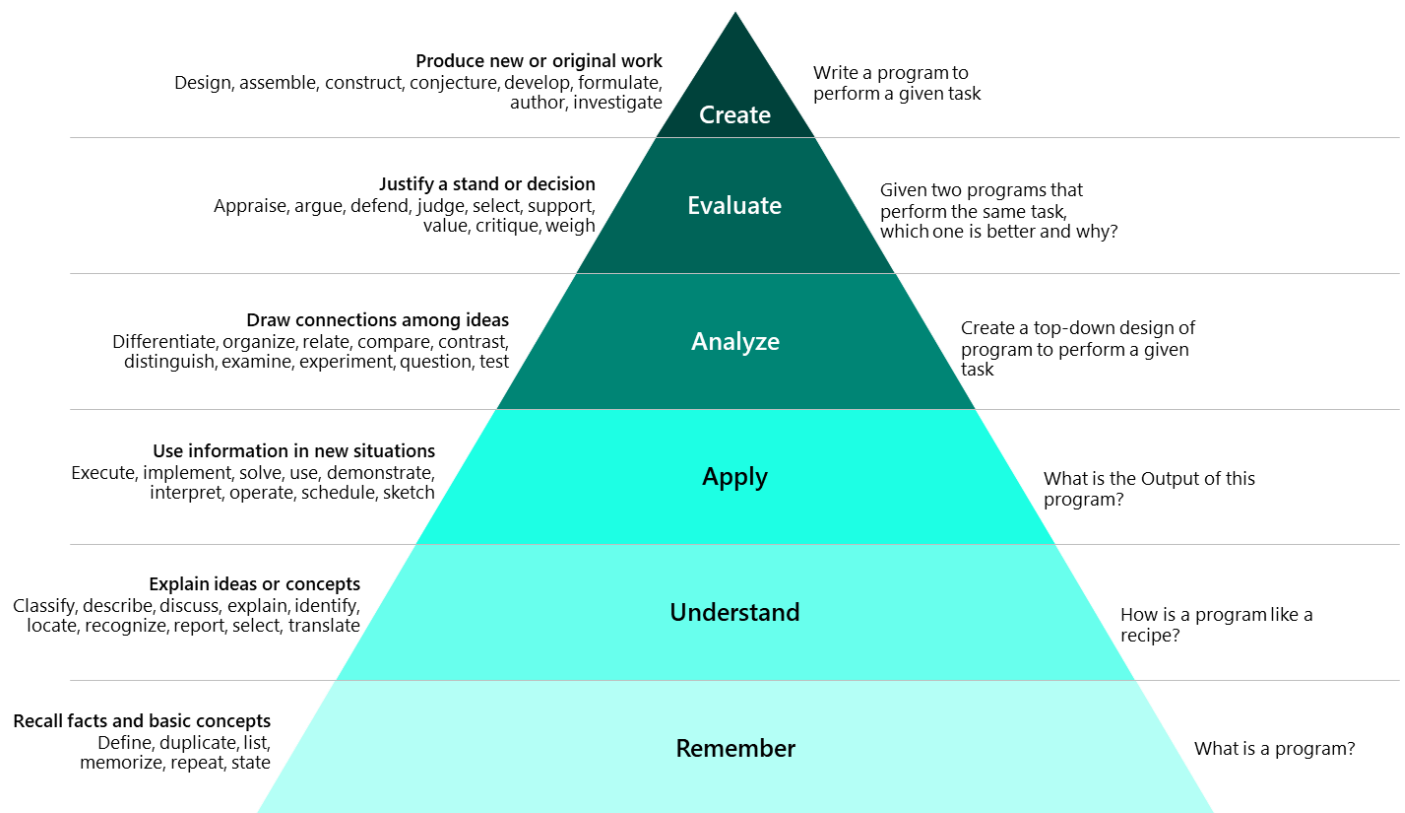 Produce new or original work
Design, assemble, construct, conjecture, develop, formulate,
author, investigate
Create
Write a program to
perform a given task
Justify a stand or decision
Appraise, argue, defend, judge, select, support,
value, critique, weigh
Evaluate
Given two programs that
perform the same task,
which one is better and why?
Draw connections among ideas
Differentiate, organize, relate, compare, contrast,
distinguish, examine, experiment, question, test
Analyze
Create a top-down design of
program to perform a given
task
Use information in new situations
Execute, implement, solve, use, demonstrate,
interpret, operate, schedule, sketch
Apply
What is the Output of this
program?
Explain ideas or concepts
Classify, describe, discuss, explain, identify,
locate, recognize, report, select, translate
Understand
How is a program like a
recipe?
Recall facts and basic concepts
Define, duplicate, list,
memorize, repeat, state
Remember
What is a program?